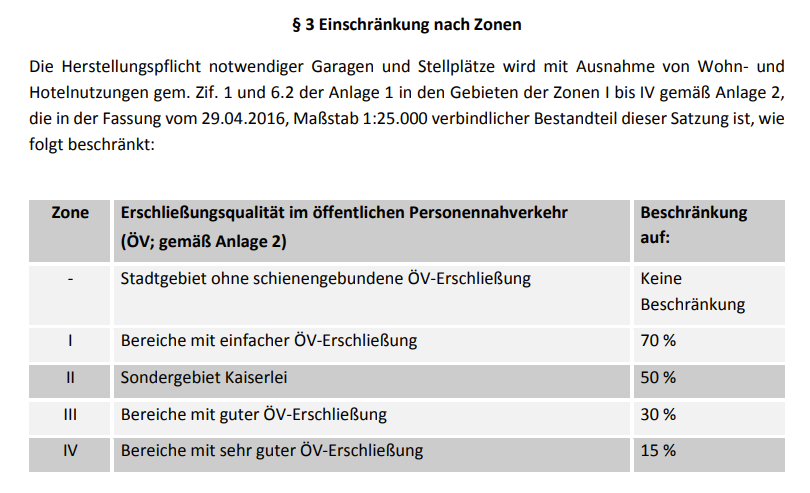 § 3 Einschränkung nach Zonen
Die Herstellungspflicht notwendiger Garagen und Stellplätze wird mit Ausnahme von Wohn- und
Hotelnutzungen gem. Zif. 1 und 6.2 der Anlage 1 in den Gebieten der Zonen I bis IV gemäß Anlage 2,
die in der Fassung vom 29.04.2016, Maßstab 1:25.000 verbindlicher Bestandteil dieser Satzung ist, wie
folgt beschränkt:
Zone Erschließungsqualität im öffentlichen Personennahverkehr Beschränkung
(ÖV; gemäß Anlage 2) auf:
- Stadtgebiet ohne schienengebundene ÖV-Erschließung Keine
Beschränkung
I Bereiche mit einfacher ÖV-Erschließung 70 %
II Sondergebiet Kaiserlei 50 %
III Bereiche mit guter ÖV-Erschließung 30 %
IV Bereiche mit sehr guter ÖV-Erschließung 15 %